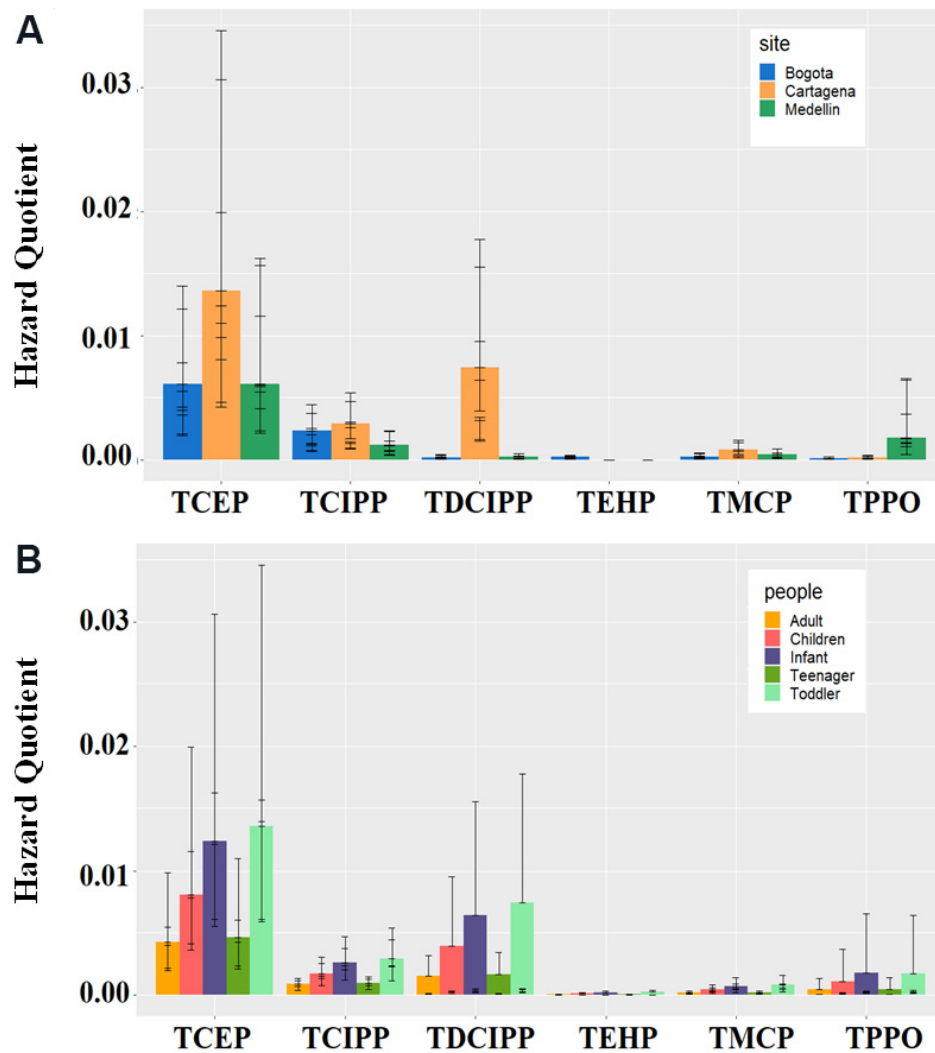 A
Hazard Quotient
0.03
0.02
0.01
0.00
site
Bogota
Cartagena
Medellin
TCEP TCIPP TDCIPP TEHP TMCP TPPO
B
Hazard Quotient
0.03
0.02
0.01
0.00
people
Adult
Children
Infant
Teenager
Toddler
TCEP TCIPP TDCIPP TEHP TMCP TPPO